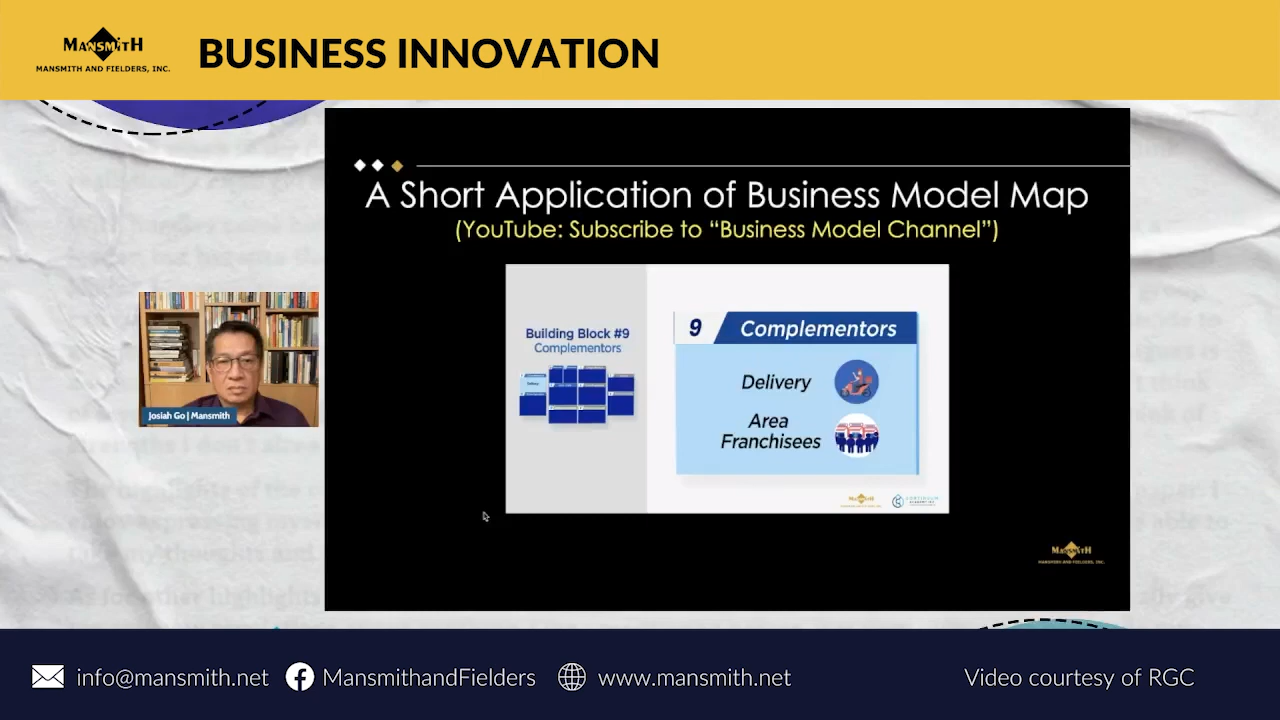 MANSMITH
MANSMITH AND FIELDERS, INC.
BUSINESS INNOVATION
A Short Application of Business Model Map
(YouTube: Subscribe to “Business Model Channel”)
Building Block #9
Complementors
9 Complementors
Delivery
Area
Franchisees
Josiah Go | Mansmith
MANSMITH
MANSMITH AND FIELDERS, INC.
info@mansmith.net
MansmithandFielders
www.mansmith.net
Video courtesy of RGC